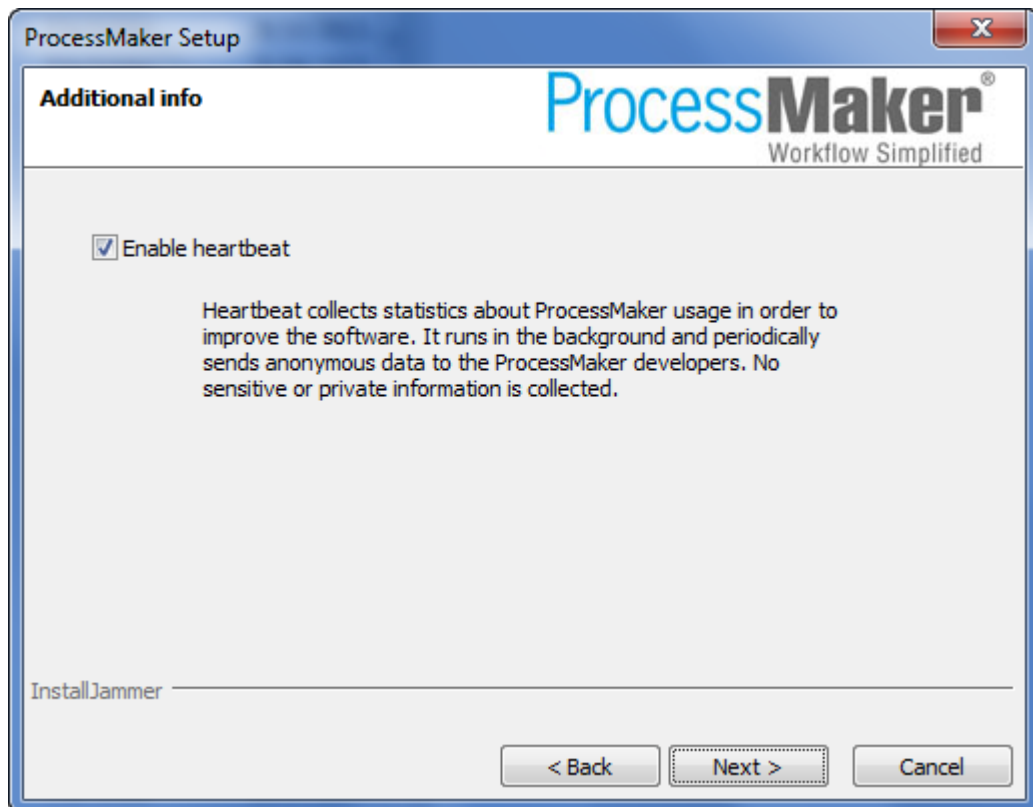 ProcessMaker Setup
x
Additional info
ProcessMaker®
Workflow Simplified
Enable heartbeat
Heartbeat collects statistics about ProcessMaker usage in order to
improve the software. It runs in the background and periodically
sends anonymous data to the ProcessMaker developers. No
sensitive or private information is collected.
InstallJammer
< Back
Next >
Cancel